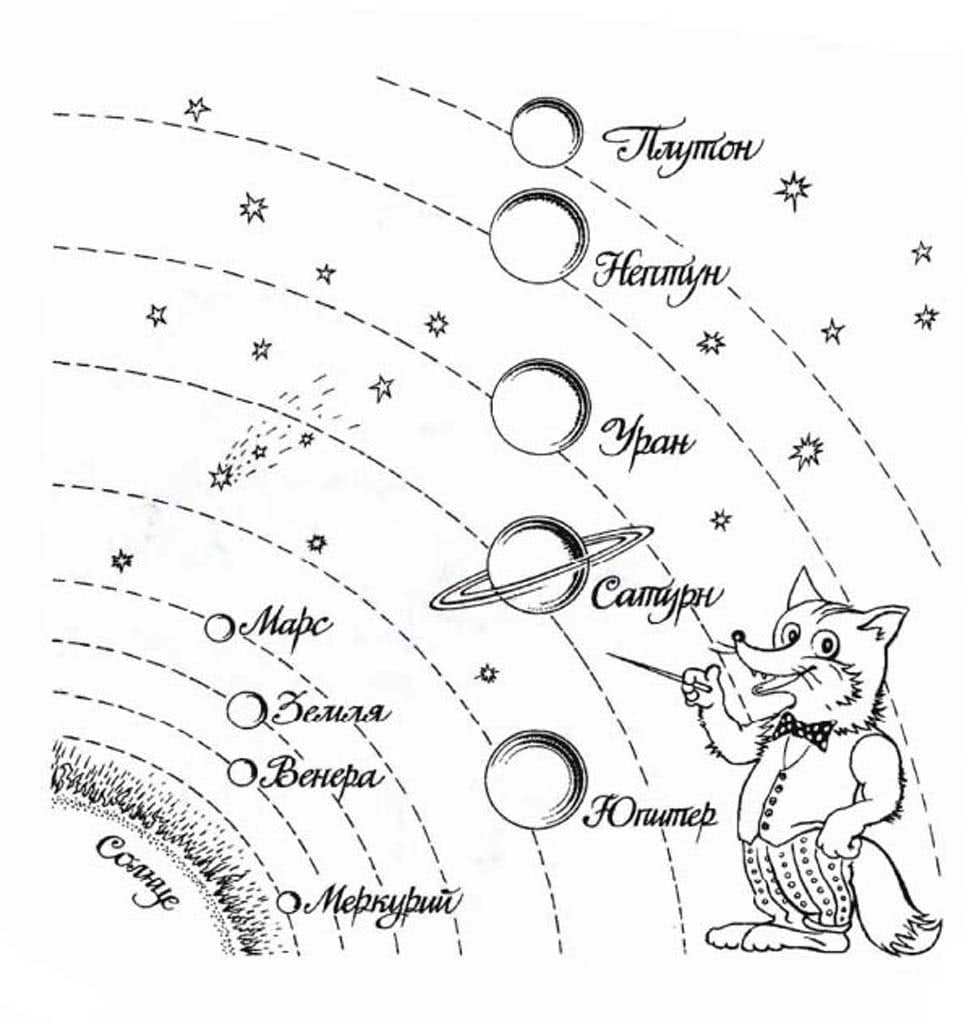 Плутон
Нептун
Уран
Сатурн
Марс
Земля
Венера
Юпитер
Солнце
Меркурий